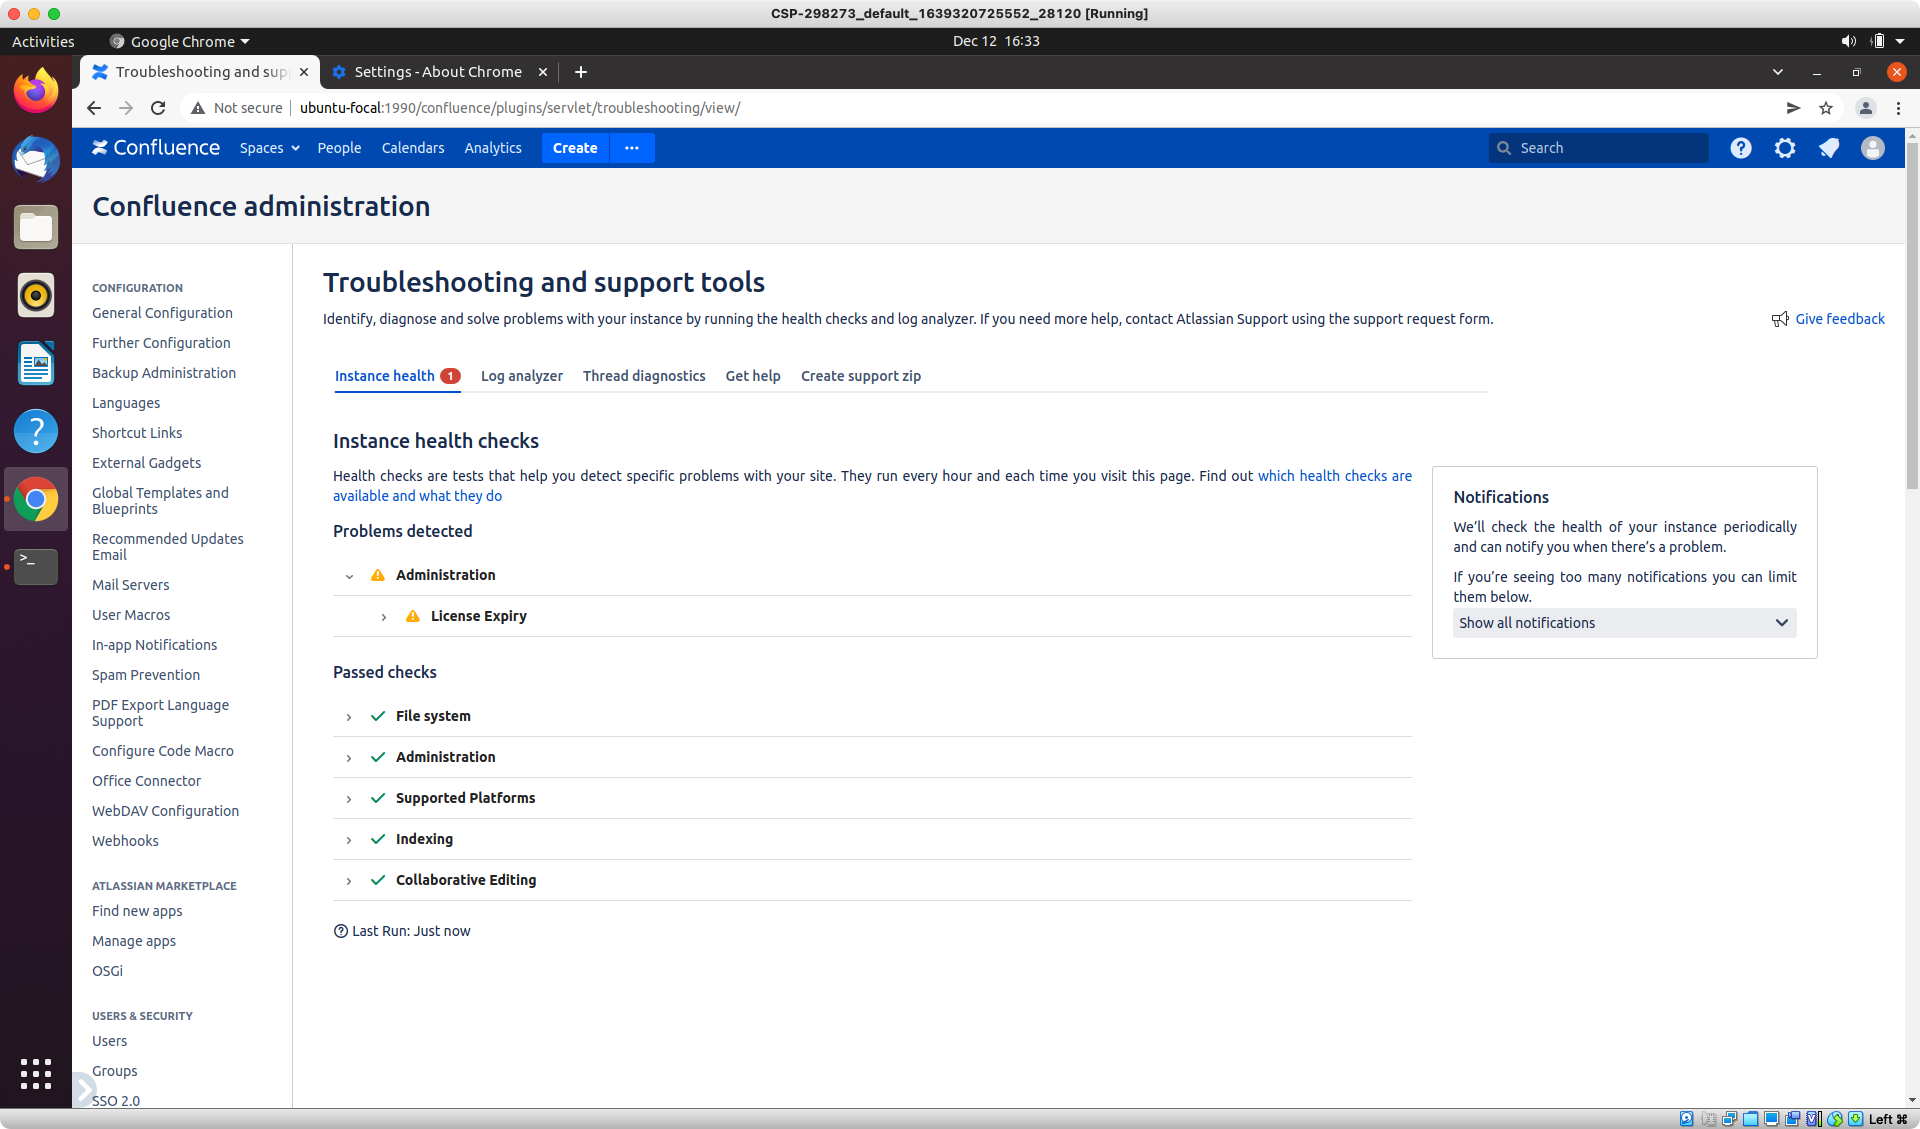 CSP-298273_default_1639320725552_28120 [Running]
Activities
Google Chrome
Dec 12 16:33
Troubleshooting and sup
Settings - About Chrome
Not secure
ubuntu-focal:1990/confluence/plugins/servlet/troubleshooting/view/
Confluence
Spaces
People
Calendars
Analytics
Create
Search
Confluence administration
CONFIGURATION
General Configuration
Further Configuration
Backup Administration
Languages
Shortcut Links
External Gadgets
Global Templates and
Blueprints
Recommended Updates
Email
Mail Servers
User Macros
In-app Notifications
Spam Prevention
PDF Export Language
Support
Configure Code Macro
Office Connector
WebDAV Configuration
Webhooks
ATLASSIAN MARKETPLACE
Find new apps
Manage apps
OSGi
USERS & SECURITY
Users
Groups
SSO 2.0
Troubleshooting and support tools
Identify, diagnose and solve problems with your instance by running the health checks and log analyzer. If you need more help, contact Atlassian Support using the support request form.
Give feedback
Instance health 1
Log analyzer
Thread diagnostics
Get help
Create support zip
Instance health checks
Health checks are tests that help you detect specific problems with your site. They run every hour and each time you visit this page. Find out which health checks are
available and what they do
Problems detected
Administration
License Expiry
Passed checks
File system
Administration
Supported Platforms
Indexing
Collaborative Editing
Last Run: Just now
Notifications
We'll check the health of your instance periodically
and can notify you when there's a problem.
If you're seeing too many notifications you can limit
them below.
Show all notifications
Left ⌘